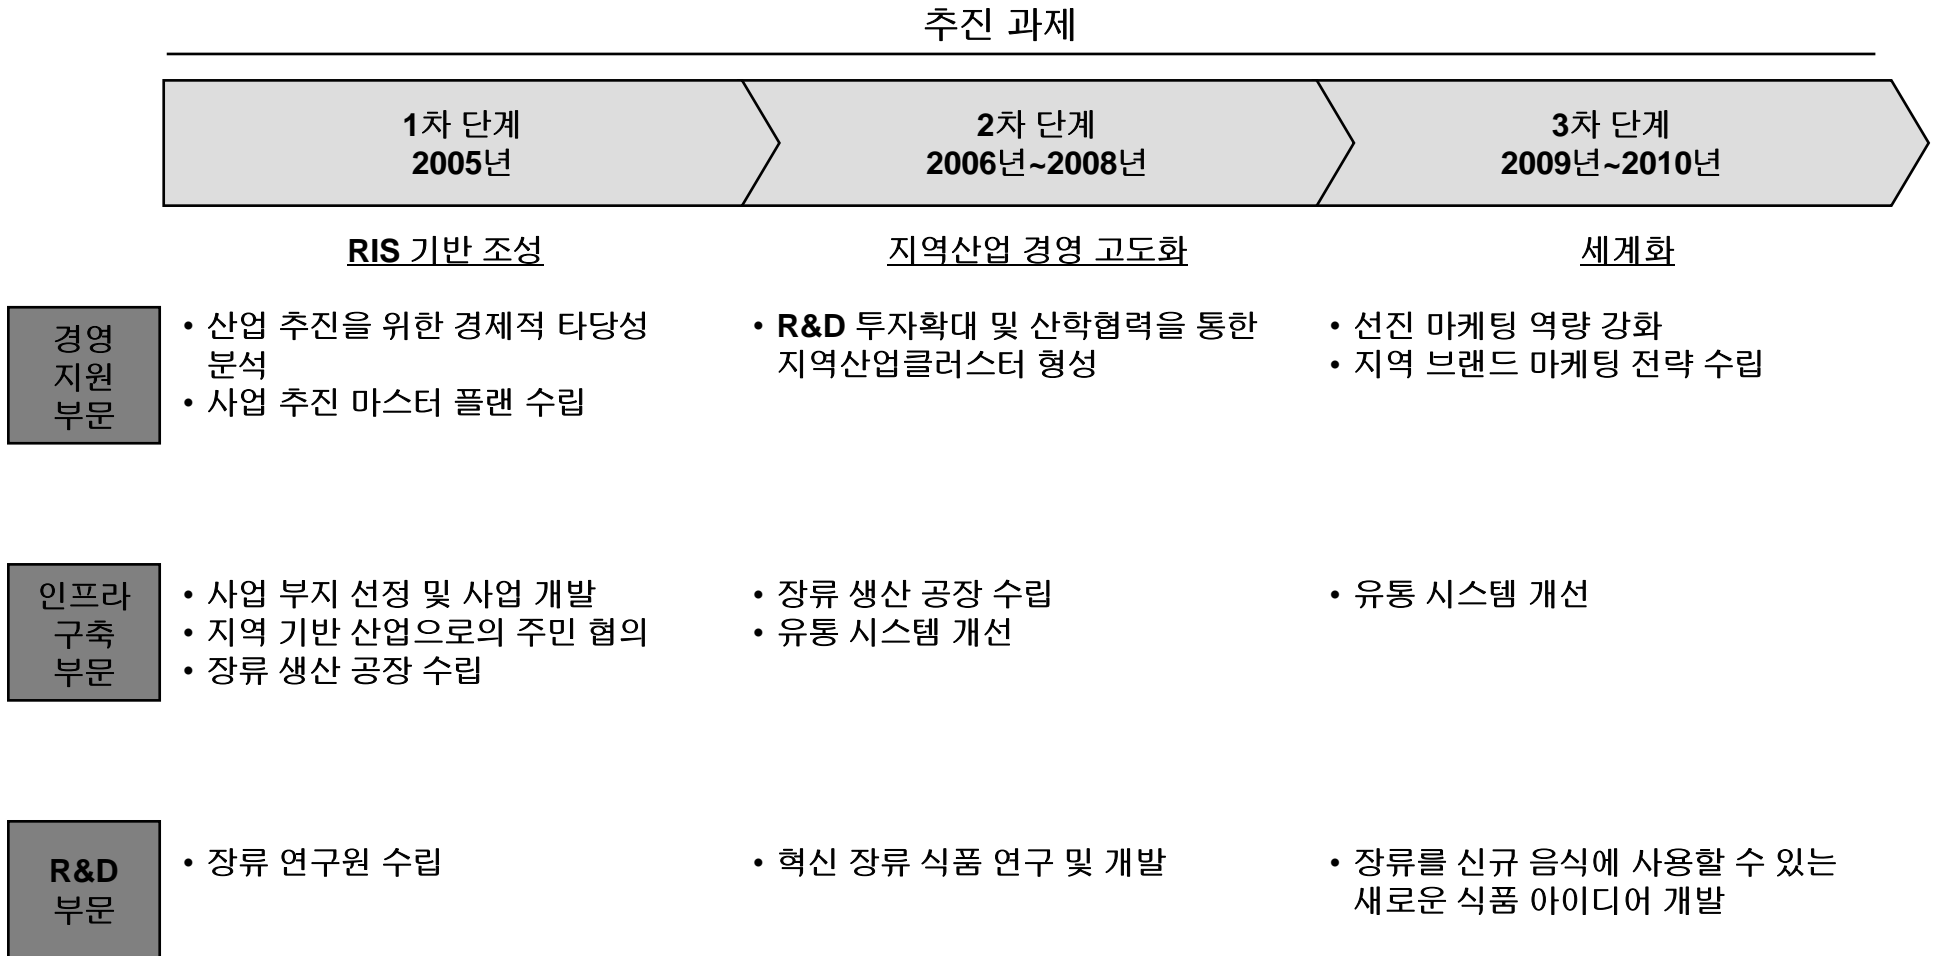 추진 과제
1차 단계
2005년
2차 단계
2006년~2008년
3차 단계
2009년~2010년
RIS 기반 조성
지역산업 경영 고도화
세계화
경영
지원
부문
• 산업 추진을 위한 경제적 타당성
분석
• 사업 추진 마스터 플랜 수립
• R&D 투자확대 및 산학협력을 통한
지역산업클러스터 형성
• 선진 마케팅 역량 강화
• 지역 브랜드 마케팅 전략 수립
인프라
구축
부문
• 사업 부지 선정 및 사업 개발
• 지역 기반 산업으로의 주민 협의
• 장류 생산 공장 수립
• 장류 생산 공장 수립
• 유통 시스템 개선
• 유통 시스템 개선
R&D
부문
• 장류 연구원 수립
• 혁신 장류 식품 연구 및 개발
• 장류를 신규 음식에 사용할 수 있는
새로운 식품 아이디어 개발